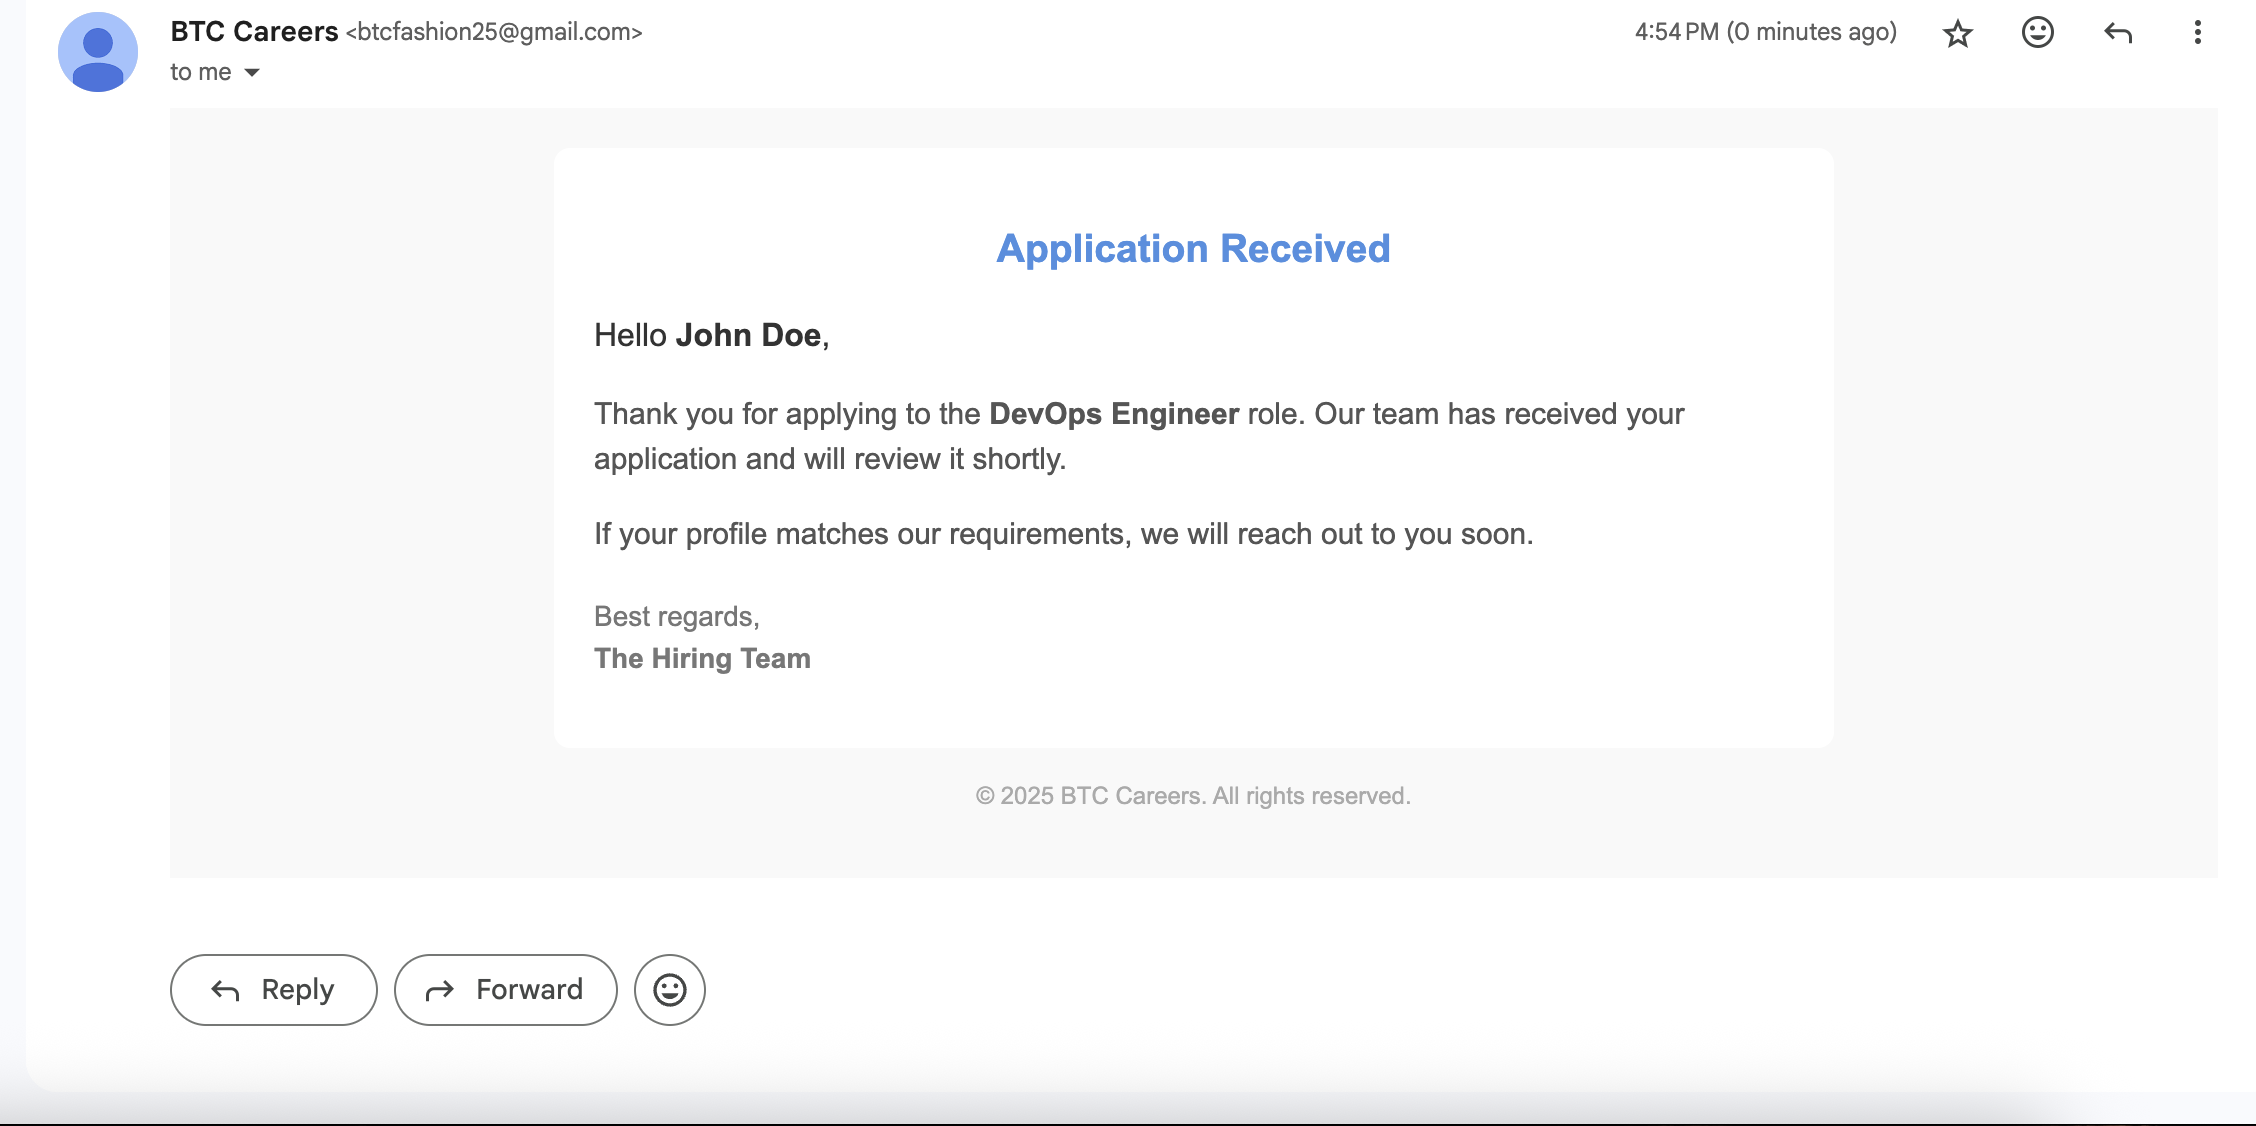 BTC Careers <btcfashion25@gmail.com>
4:54 PM (0 minutes ago)
to me
Application Received
Hello John Doe,
Thank you for applying to the DevOps Engineer role. Our team has received your
application and will review it shortly.
If your profile matches our requirements, we will reach out to you soon.
Best regards,
The Hiring Team
© 2025 BTC Careers. All rights reserved.
Reply
Forward